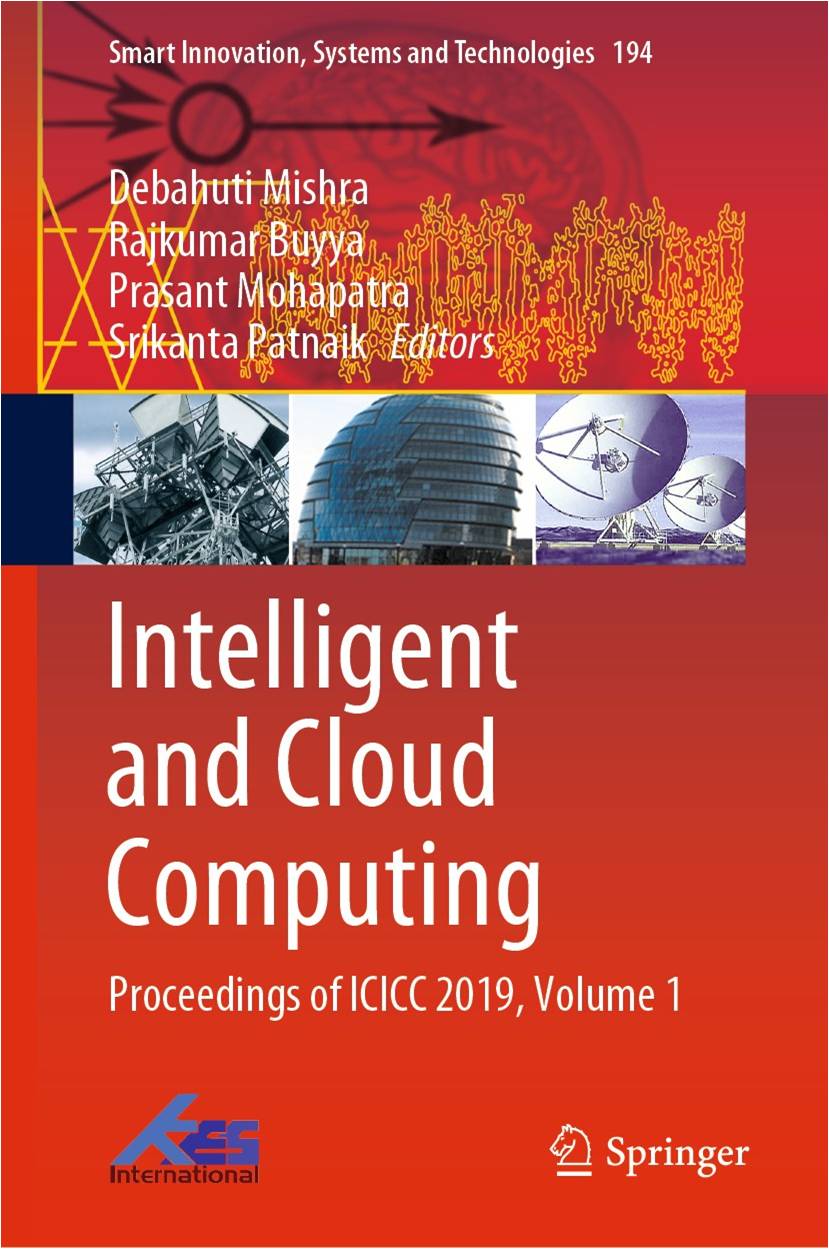 Smart Innovation, Systems and Technologies 194
Debahuti Mishra
Rajkumar Buyya
Prasant Mohapatra
Srikanta Patnaik Editors
Intelligent
and Cloud
Computing
Proceedings of ICICC 2019, Volume 1
KES
International
Springer